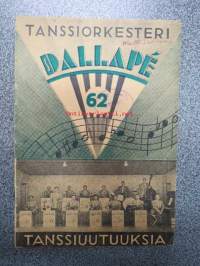 TANSSIORKESTERI
DALLAPÉ
62
TANSSIUUTUUKSIA